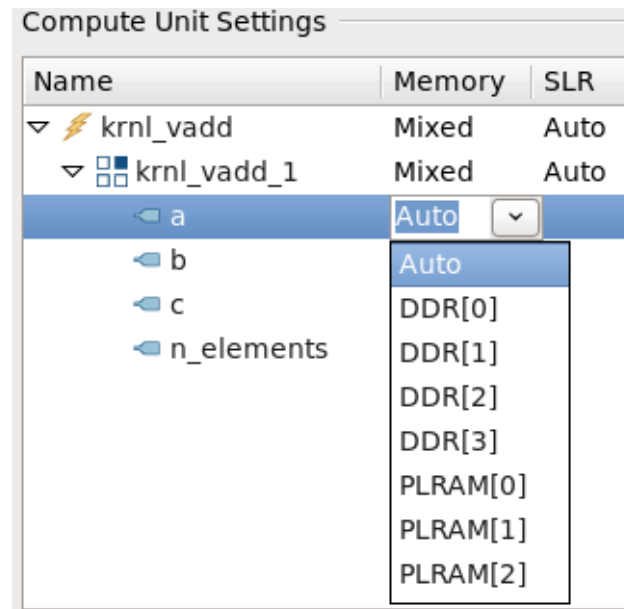 Compute Unit Settings
Name Memory SLR
krnl_vadd Mixed Auto
krnl_vadd_1 Mixed Auto
a Auto
b Auto
c DDR[0]
n_elements DDR[1]
DDR[2]
DDR[3]
PLRAM[0]
PLRAM[1]
PLRAM[2]